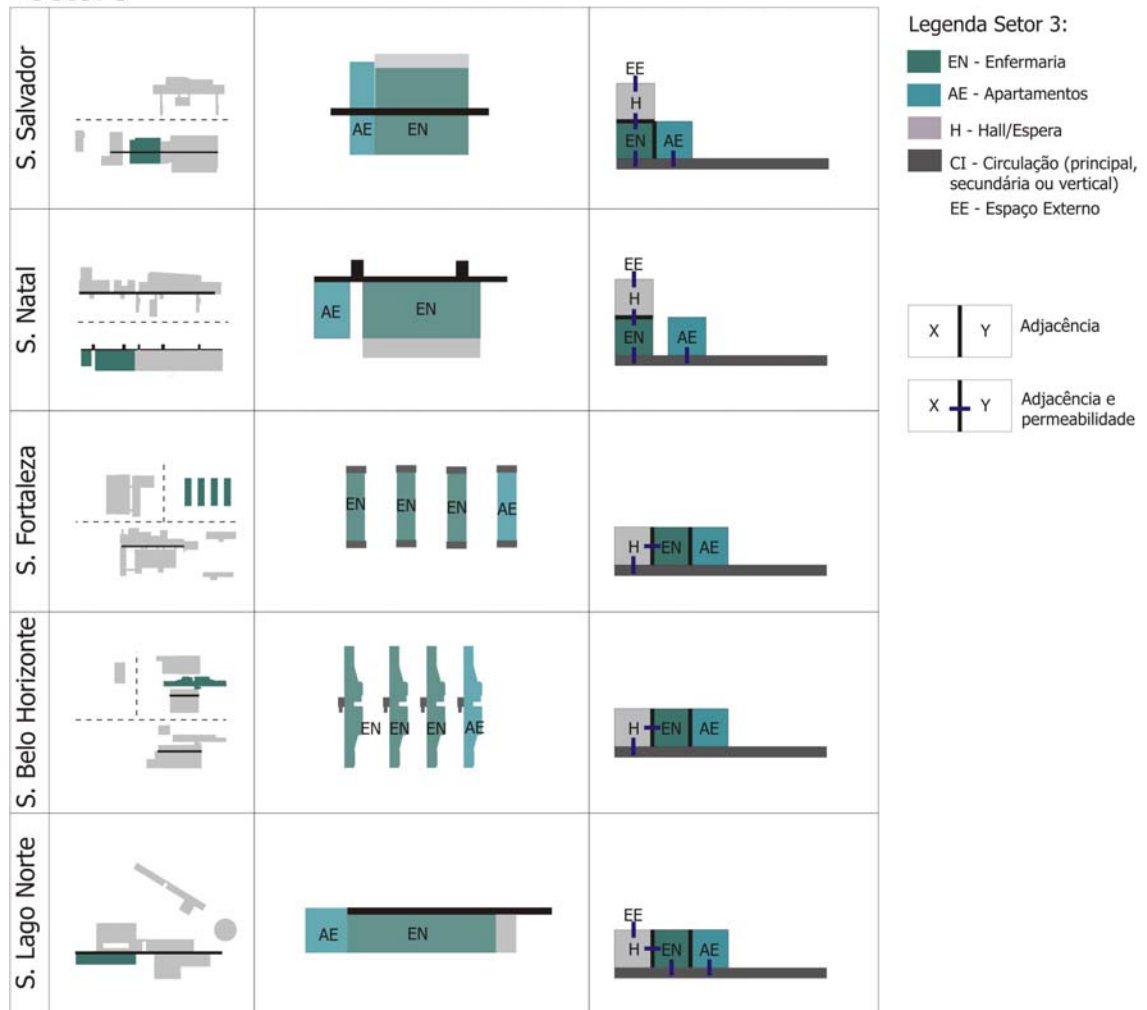 S. Salvador
AE
EN
EE
H
EN
AE
S. Natal
AE
EN
EE
H
EN
AE
S. Fortaleza
EN
EN
EN
AE
H
EN
AE
S. Belo Horizonte
EN
EN
EN
AE
H
EN
AE
S. Lago Norte
AE
EN
EE
H
EN
AE
Legenda Setor 3:
EN - Enfermaria
AE - Apartamentos
H - Hall/Espera
CI - Circulação (principal,
secundária ou vertical)
EE - Espaço Externo
X
Y
Adjacência
X
Y
Adjacência e
permeabilidade